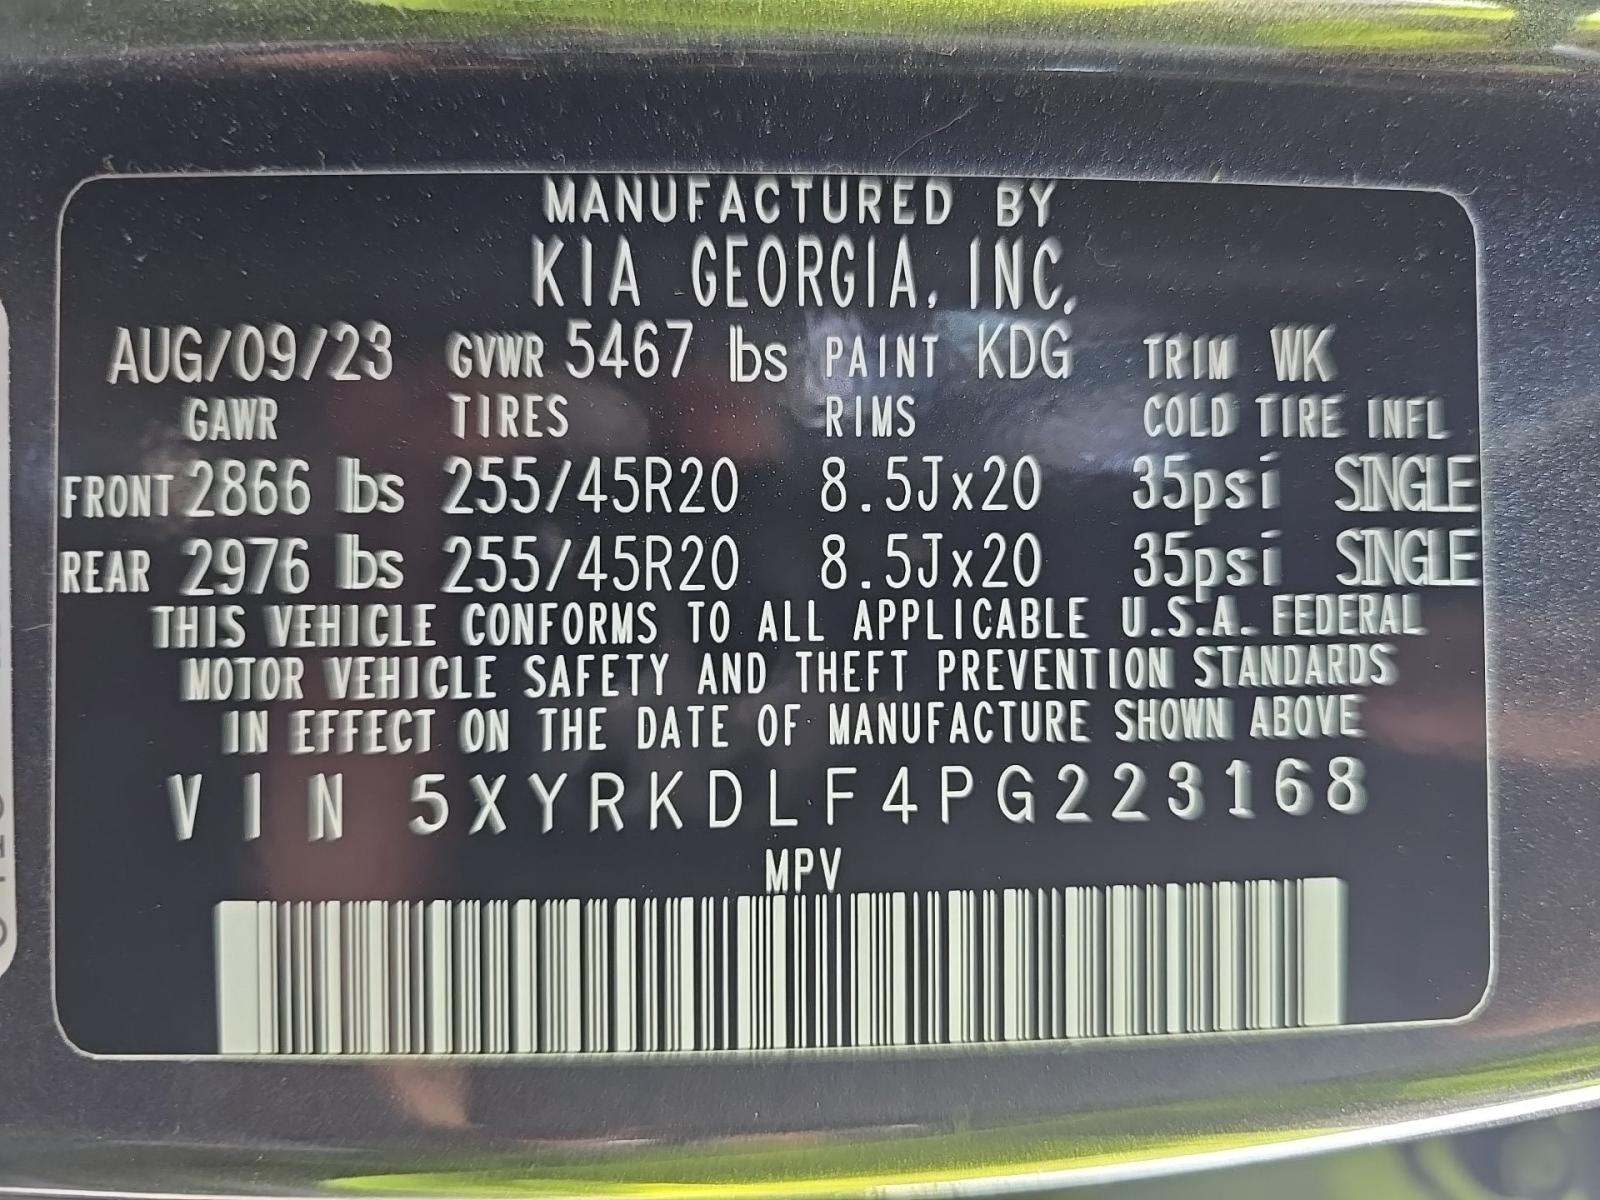 MANUFACTURED BY
KIA GEORGIA, INC.
AUG/09/23 GVWR 5467 lbs PAINT KDG TRIM WK
GAWR TIRES RIMS COLD TIRE INFL
FRONT 2866 lbs 255/45R20 8.5Jx20 35psi SINGLE
REAR 2976 lbs 255/45R20 8.5Jx20 35psi SINGLE
THIS VEHICLE CONFORMS TO ALL APPLICABLE U.S.A. FEDERAL
MOTOR VEHICLE SAFETY AND THEFT PREVENTION STANDARDS
IN EFFECT ON THE DATE OF MANUFACTURE SHOWN ABOVE
VIN 5XYRKDLF4PG223168
MPV